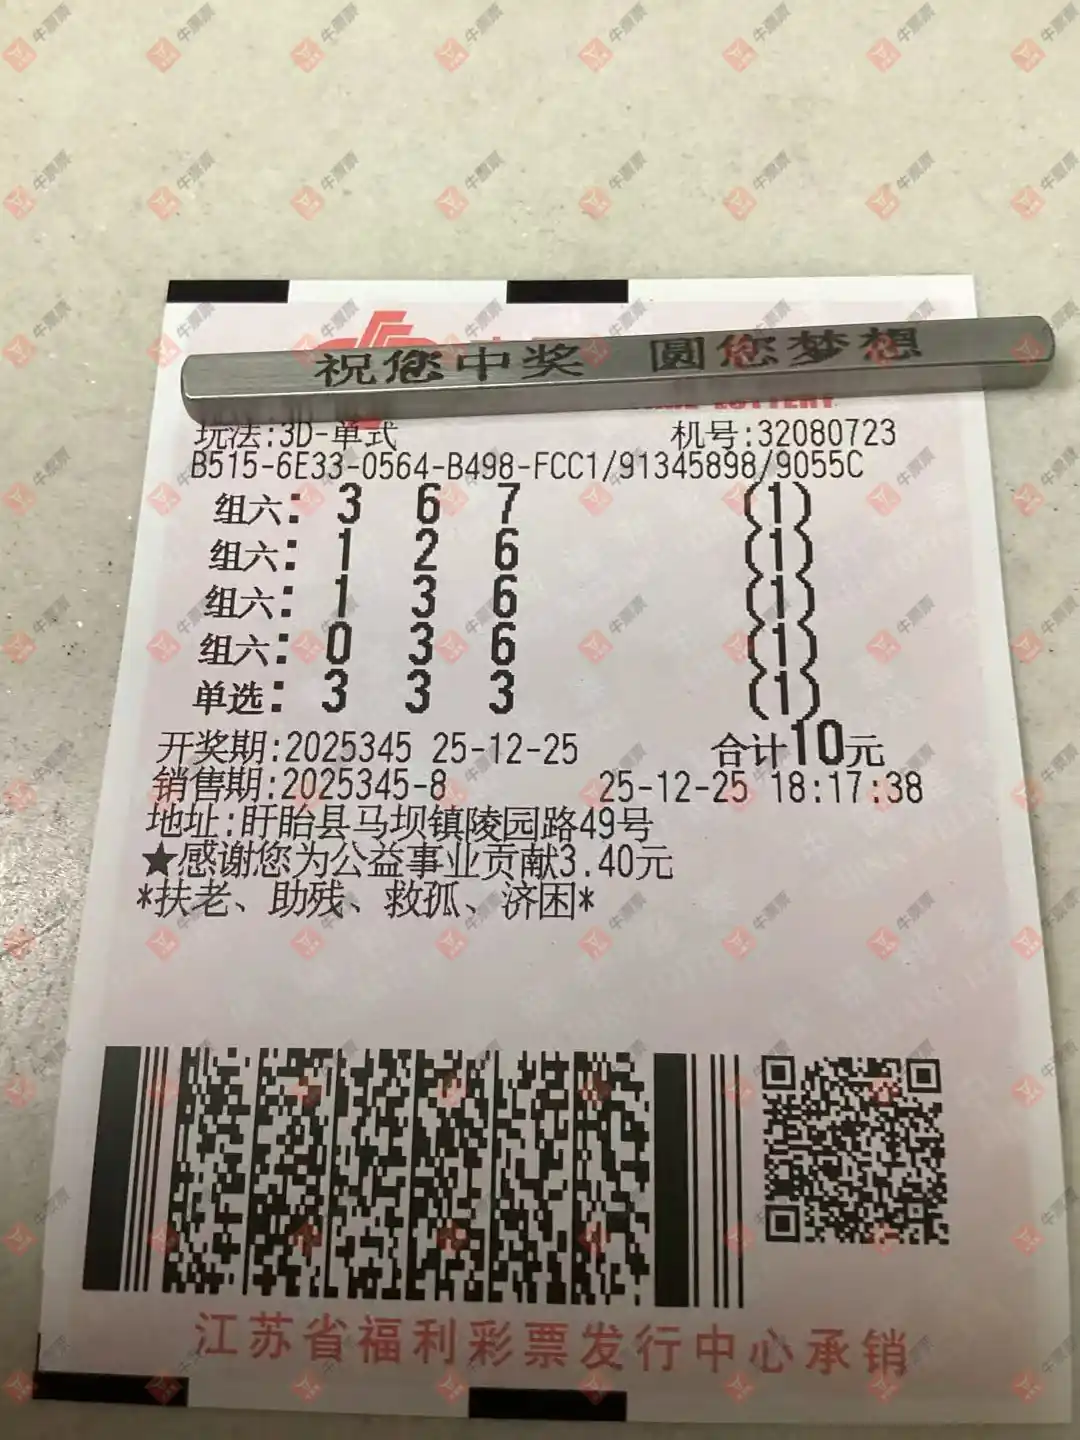 祝您中奖 圆您梦想
玩法:3D-单式 机号:32080723
B515-6E33-0564-B498-FCC1/91345898/9055C
组六: 3 6 7 (1)
组六: 1 2 6 (1)
组六: 1 3 6 (1)
组六: 0 3 6 (1)
单选: 3 3 3 (1)
开奖期:2025345 25-12-25 合计10元
销售期:2025345-8 25-12-25 18:17:38
地址:盱眙县马坝镇陵园路49号
★感谢您为公益事业贡献3.40元
*扶老、助残、救孤、济困*
江苏省福利彩票发行中心承销
牛票票